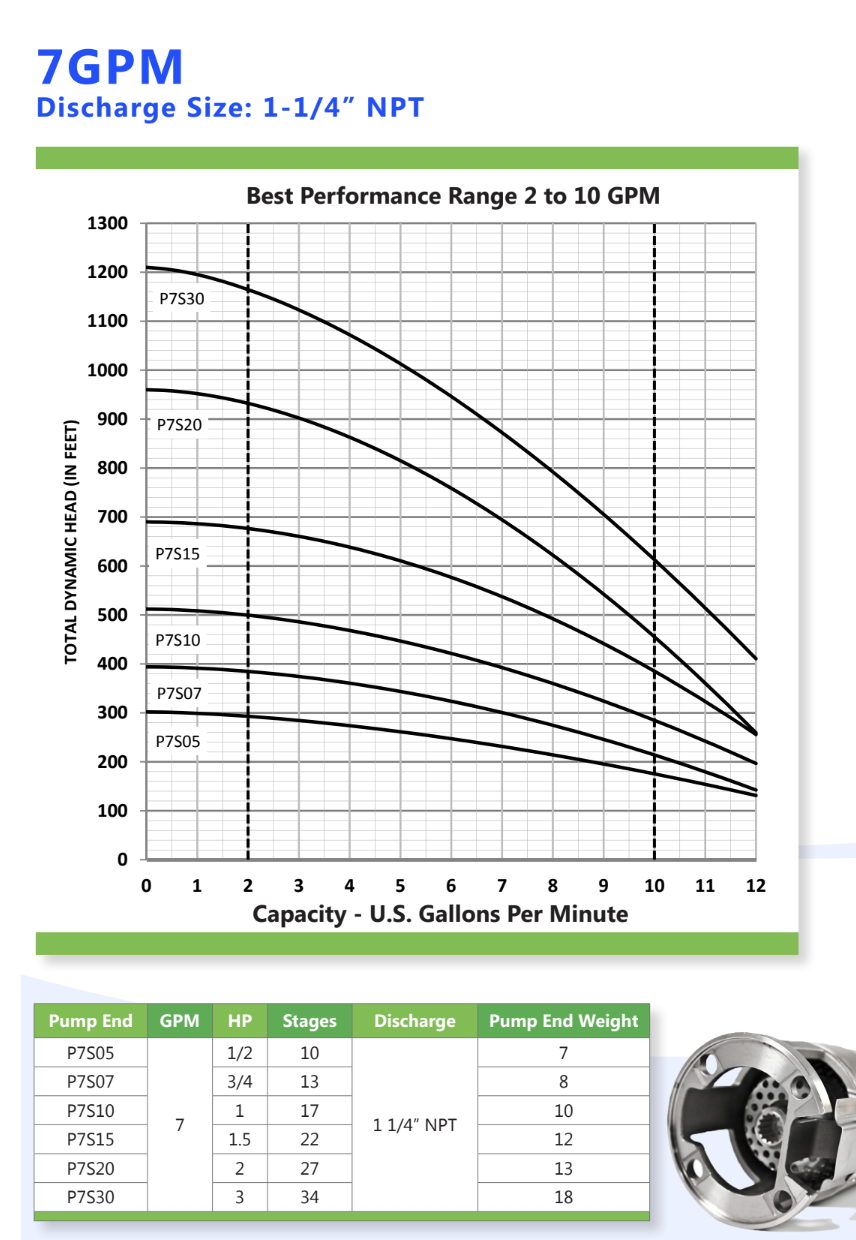 7GPM
Discharge Size: 1-1/4” NPT
Best Performance Range 2 to 10 GPM
1300
1200
P7S30
1100
1000
900
P7S20
800
700
P7S15
600
500
P7S10
400
P7S07
300
P7S05
200
100
0
TOTAL DYNAMIC HEAD (IN FEET)
0 1 2 3 4 5 6 7 8 9 10 11 12
Capacity - U.S. Gallons Per Minute
Pump End GPM HP Stages Discharge Pump End Weight
P7S05 1/2 10 7
P7S07 3/4 13 8
P7S10 1 17 10
7 1 1/4” NPT
P7S15 1.5 22 12
P7S20 2 27 13
P7S30 3 34 18